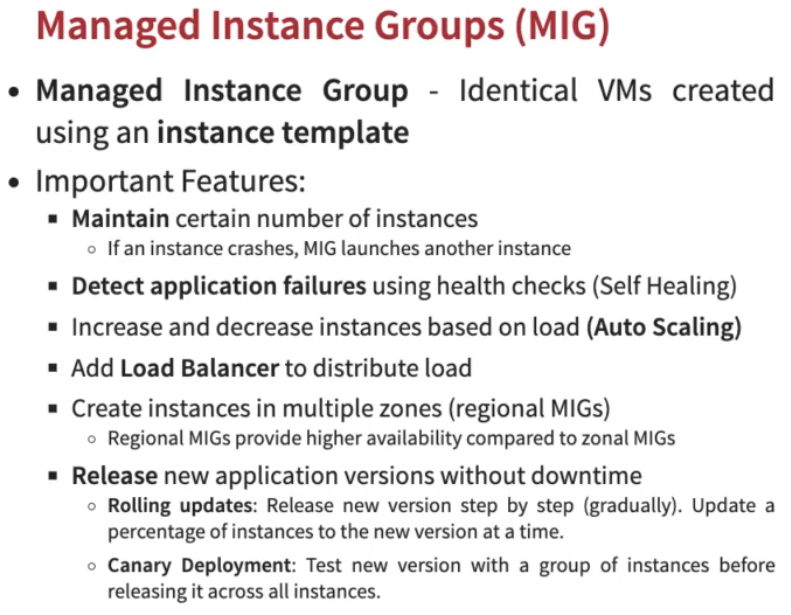 Managed Instance Groups (MIG)
• Managed Instance Group - Identical VMs created
using an instance template
• Important Features:
▪ Maintain certain number of instances
○ If an instance crashes, MIG launches another instance
▪ Detect application failures using health checks (Self Healing)
▪ Increase and decrease instances based on load (Auto Scaling)
▪ Add Load Balancer to distribute load
▪ Create instances in multiple zones (regional MIGs)
○ Regional MIGs provide higher availability compared to zonal MIGs
▪ Release new application versions without downtime
○ Rolling updates: Release new version step by step (gradually). Update a
percentage of instances to the new version at a time.
○ Canary Deployment: Test new version with a group of instances before
releasing it across all instances.